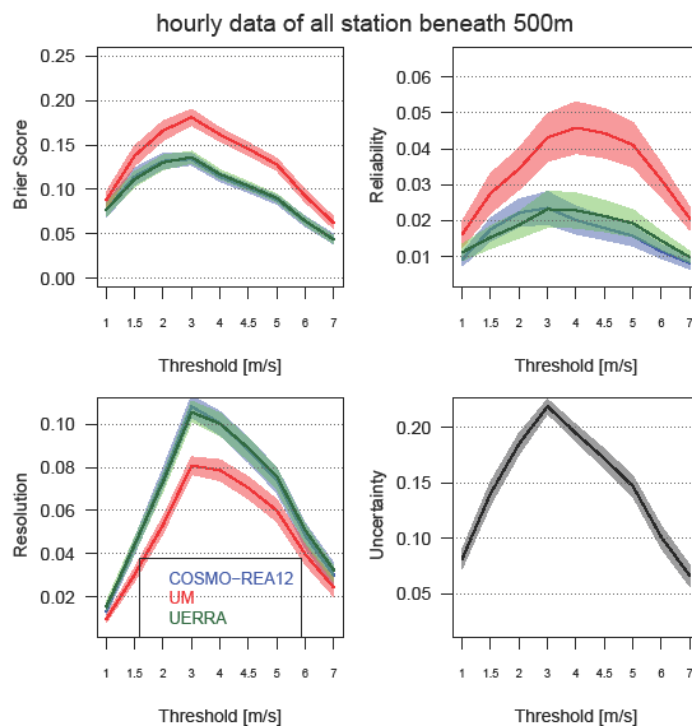 hourly data of all station beneath 500m
Brier Score
0.25
0.20
0.15
0.10
0.05
0.00
1 1.5 2 3 4 4.5 5 6 7
Threshold [m/s]
Reliability
0.06
0.05
0.04
0.03
0.02
0.01
1 1.5 2 3 4 4.5 5 6 7
Threshold [m/s]
Resolution
0.10
0.08
0.06
0.04
0.02
COSMO−REA12
UM
UERRA
1 1.5 2 3 4 4.5 5 6 7
Threshold [m/s]
Uncertainty
0.20
0.15
0.10
0.05
1 1.5 2 3 4 4.5 5 6 7
Threshold [m/s]